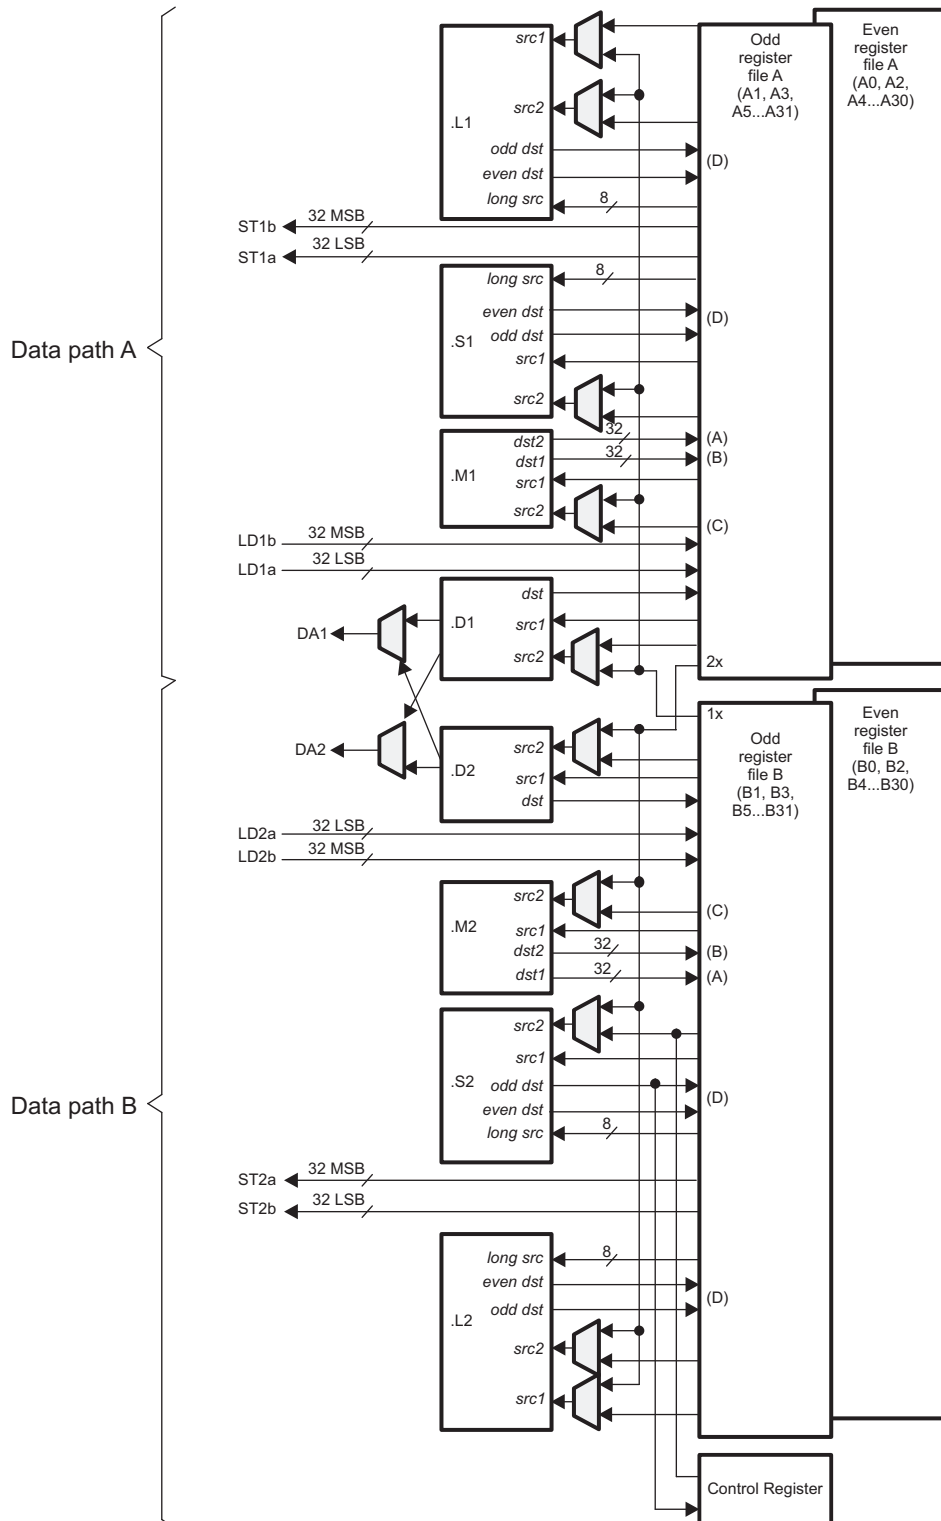 Data path A
.L1
src1
src2
odd dst
even dst
long src
8
ST1b
32 MSB
ST1a
32 LSB
.S1
long src
8
even dst
odd dst
src1
src2
.M1
dst2
32
dst1
32
src1
src2
LD1b
32 MSB
LD1a
32 LSB
.D1
dst
src1
src2
DA1
Odd
register
file A
(A1, A3,
A5...A31)
(D)
(D)
(A)
(B)
(C)
2x
Even
register
file A
(A0, A2,
A4...A30)
Data path B
DA2
.D2
src2
src1
dst
LD2a
32 LSB
LD2b
32 MSB
.M2
src2
src1
dst2
32
dst1
32
.S2
src2
src1
odd dst
even dst
long src
8
ST2a
32 MSB
ST2b
32 LSB
.L2
long src
8
even dst
odd dst
src2
src1
1x
Odd
register
file B
(B1, B3,
B5...B31)
(C)
(B)
(A)
(D)
(D)
Even
register
file B
(B0, B2,
B4...B30)
Control Register